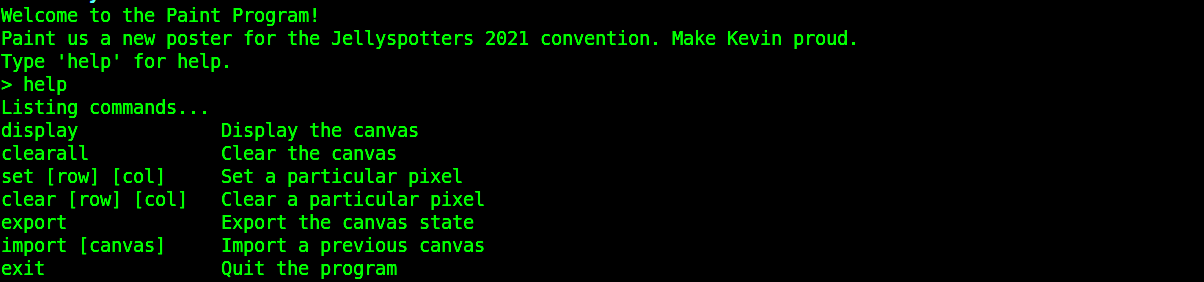 Welcome to the Paint Program!
Paint us a new poster for the Jellyspotters 2021 convention. Make Kevin proud.
Type 'help' for help.
> help
Listing commands...
display             Display the canvas
clearall            Clear the canvas
set [row] [col]     Set a particular pixel
clear [row] [col]   Clear a particular pixel
export              Export the canvas state
import [canvas]     Import a previous canvas
exit                Quit the program